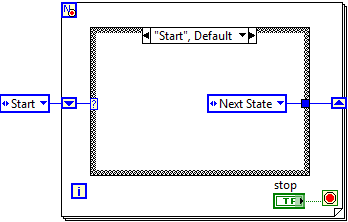 N
"Start", Default
Start
?
Next State
i
stop
TF